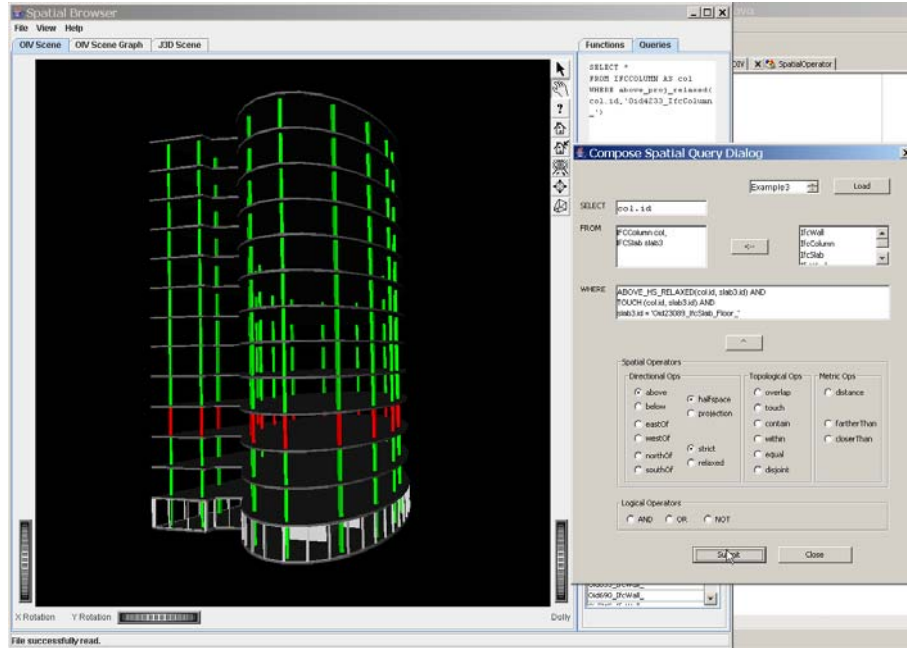 Spatial Browser
File View Help
OIV Scene OIV Scene Graph J3D Scene
Functions Queries
SELECT *
FROM IFCCOLUMN AS col
WHERE above_proj_relaxed(
col.id,'Oid4233_IfcColumn
_')
SpatialOperator
Compose Spatial Query Dialog
Example3 Load
SELECT col.id
FROM IFCColumn col,
IFCSlab slab3
<--
IfcWall
IfcColumn
IfcSlab
WHERE ABOVE_HS_RELAXED(col.id, slab3.id) AND
TOUCH (col.id, slab3.id) AND
slab3.id = 'Oid23089_IfcSlab_Floor_'
^
Spatial Operators
Directional Ops Topological Ops Metric Ops
above halfspace overlap distance
below projection touch
eastOf contain fartherThan
westOf strict within closerThan
northOf relaxed equal
southOf disjoint
Logical Operators
AND OR NOT
Submit Close
Oid690_IfcWall_
X Rotation Y Rotation Dolly
File successfully read.